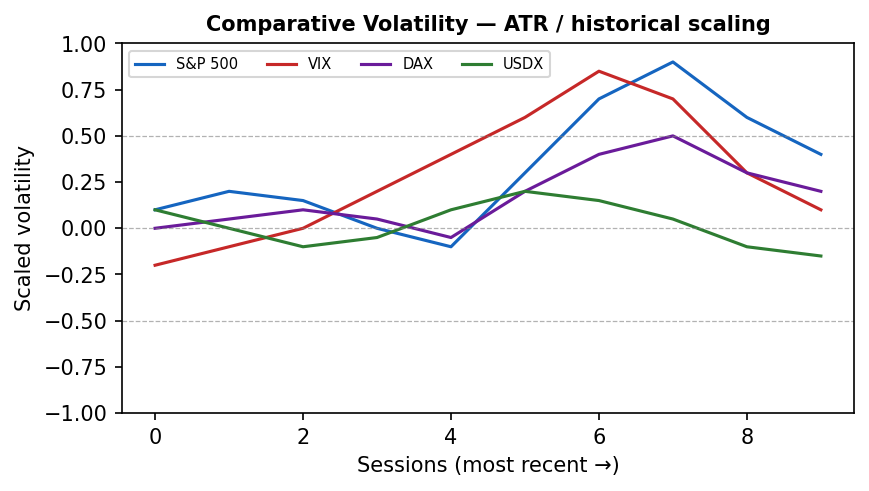 Comparative Volatility — ATR / historical scaling
S&P 500 VIX DAX USDX
Scaled volatility
1.00
0.75
0.50
0.25
0.00
−0.25
−0.50
−0.75
−1.00
0 2 4 6 8
Sessions (most recent →)